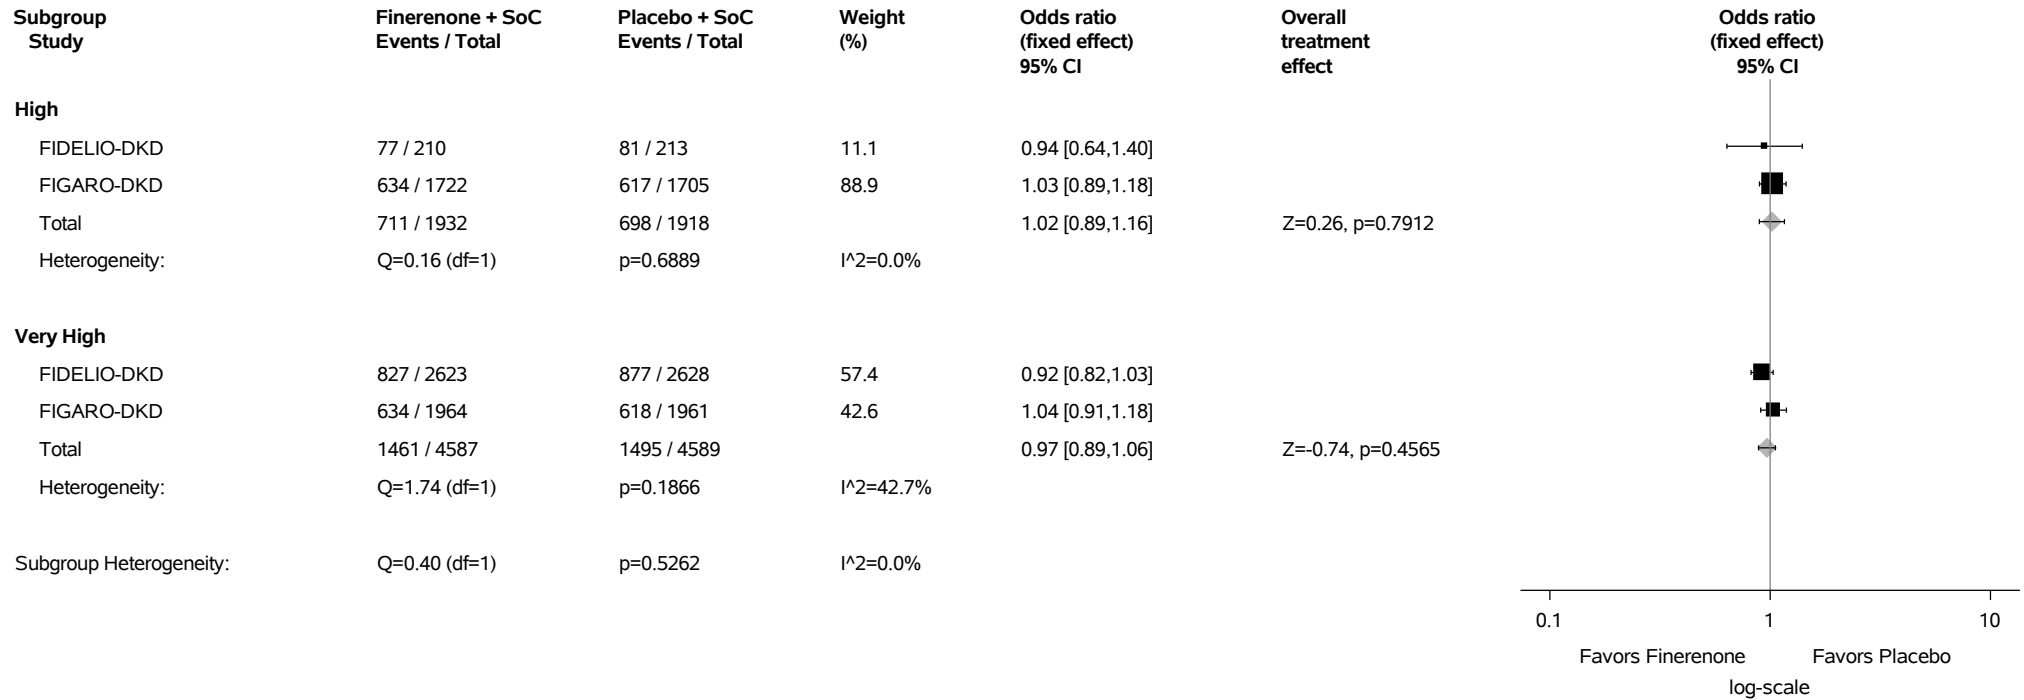 Subgroup Finerenone + SoC Placebo + SoC Weight Odds ratio Overall Odds ratio
Study Events / Total Events / Total (%) (fixed effect) treatment (fixed effect)
95% CI effect 95% CI
High
FIDELIO-DKD 77 / 210 81 / 213 11.1 0.94 [0.64,1.40]
FIGARO-DKD 634 / 1722 617 / 1705 88.9 1.03 [0.89,1.18]
Total 711 / 1932 698 / 1918 1.02 [0.89,1.16] Z=0.26, p=0.7912
Heterogeneity: Q=0.16 (df=1) p=0.6889 I^2=0.0%
Very High
FIDELIO-DKD 827 / 2623 877 / 2628 57.4 0.92 [0.82,1.03]
FIGARO-DKD 634 / 1964 618 / 1961 42.6 1.04 [0.91,1.18]
Total 1461 / 4587 1495 / 4589 0.97 [0.89,1.06] Z=-0.74, p=0.4565
Heterogeneity: Q=1.74 (df=1) p=0.1866 I^2=42.7%
Subgroup Heterogeneity: Q=0.40 (df=1) p=0.5262 I^2=0.0%
0.1 1 10
Favors Finerenone Favors Placebo
log-scale